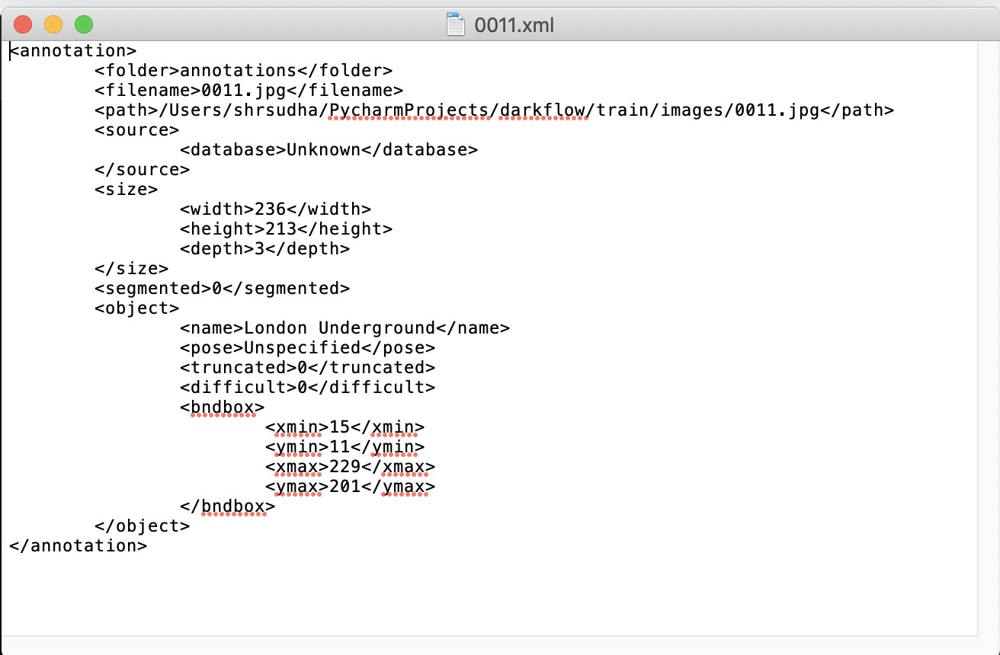 0011.xml
<annotation>
<folder>annotations</folder>
<filename>0011.jpg</filename>
<path>/Users/shrsudha/PycharmProjects/darkflow/train/images/0011.jpg</path>
<source>
<database>Unknown</database>
</source>
<size>
<width>236</width>
<height>213</height>
<depth>3</depth>
</size>
<segmented>0</segmented>
<object>
<name>London Underground</name>
<pose>Unspecified</pose>
<truncated>0</truncated>
<difficult>0</difficult>
<bndbox>
<xmin>15</xmin>
<ymin>11</ymin>
<xmax>229</xmax>
<ymax>201</ymax>
</bndbox>
</object>
</annotation>